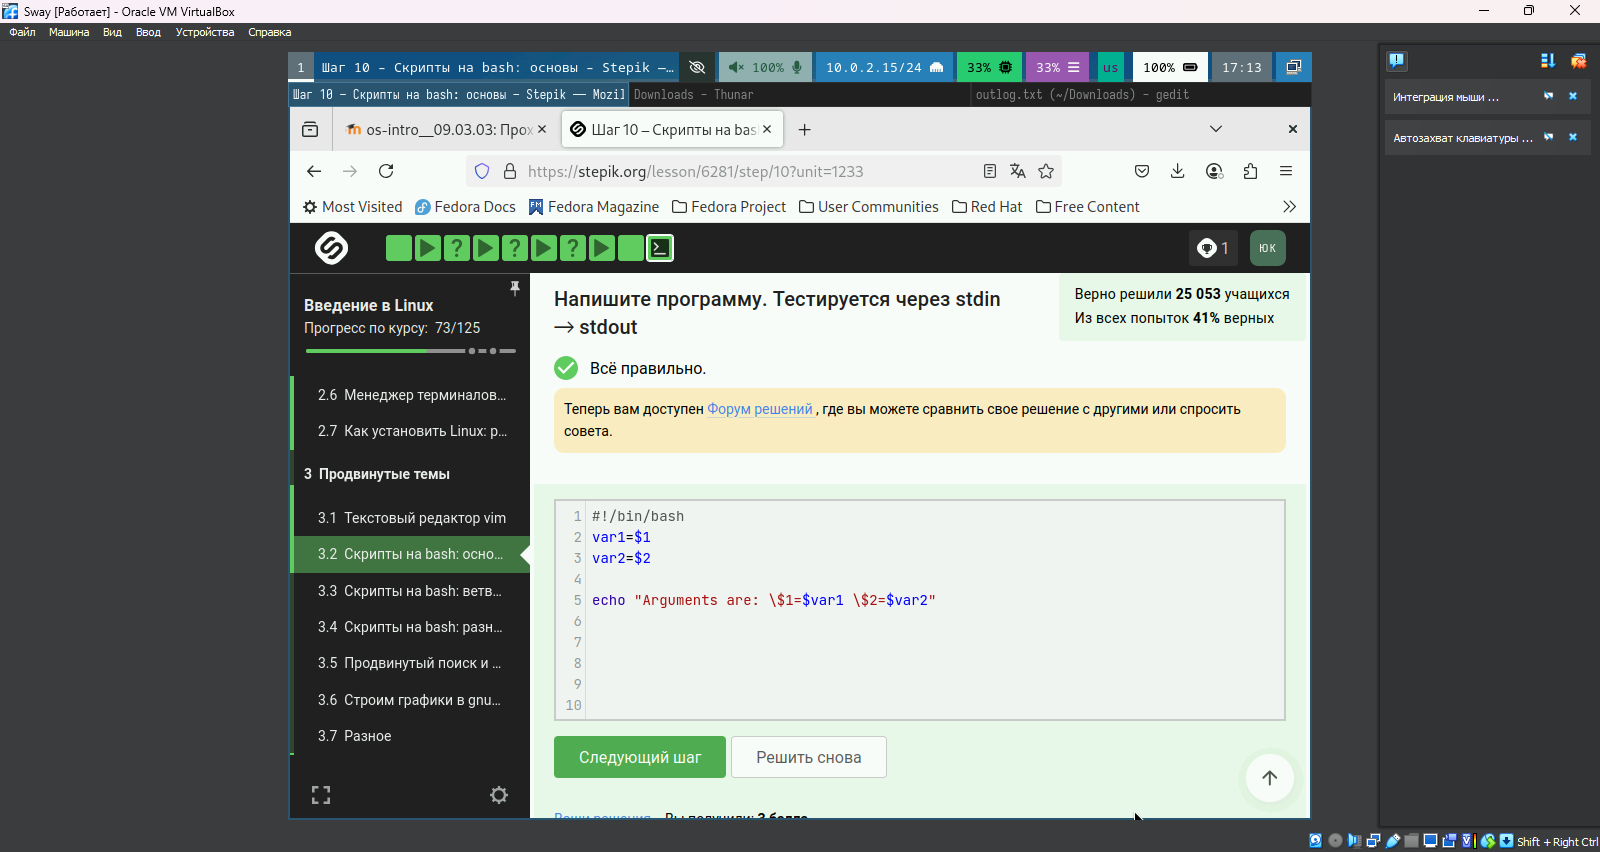 Sway [Работает] - Oracle VM VirtualBox
Файл Машина Вид Ввод Устройства Справка
1 Шаг 10 – Скрипты на bash: основы – Stepik —… 100% 10.0.2.15/24 33% 33% us 100% 17:13
Шаг 10 – Скрипты на bash: основы – Stepik — Mozil Downloads - Thunar outlog.txt (~/Downloads) - gedit
os-intro__09.03.03: Прох Шаг 10 – Скрипты на bas
https://stepik.org/lesson/6281/step/10?unit=1233
Most Visited Fedora Docs Fedora Magazine Fedora Project User Communities Red Hat Free Content
1 ЮК
Введение в Linux
Прогресс по курсу: 73/125
2.6 Менеджер терминалов...
2.7 Как установить Linux: р...
3 Продвинутые темы
3.1 Текстовый редактор vim
3.2 Скрипты на bash: осно...
3.3 Скрипты на bash: ветв...
3.4 Скрипты на bash: разн...
3.5 Продвинутый поиск и ...
3.6 Строим графики в gnu...
3.7 Разное
Напишите программу. Тестируется через stdin
→ stdout
Верно решили 25 053 учащихся
Из всех попыток 41% верных
Всё правильно.
Теперь вам доступен Форум решений , где вы можете сравнить свое решение с другими или спросить
совета.
1 #!/bin/bash
2 var1=$1
3 var2=$2
4
5 echo "Arguments are: \$1=$var1 \$2=$var2"
6
7
8
9
10
Следующий шаг Решить снова
Ваши решения Вы получили: 3 балла
Интеграция мыши ...
Автозахват клавиатуры ...
Shift + Right Ctrl